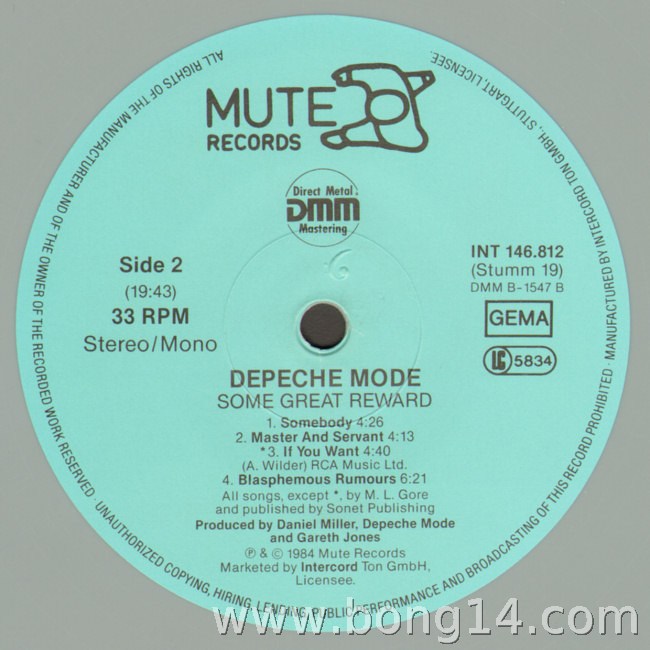 ALL RIGHTS OF THE MANUFACTURER AND OF THE OWNER OF THE RECORDED WORK RESERVED · UNAUTHORIZED COPYING, HIRING, LENDING, PUBLIC PERFORMANCE AND BROADCASTING OF THIS RECORD PROHIBITED · MANUFACTURED BY INTERCORD TON GMBH., STUTTGART, LICENSEE.
MUTE
RECORDS
Direct Metal
DMM
Mastering
Side 2
(19:43)
33 RPM
Stereo/Mono
INT 146.812
(Stumm 19)
DMM B-1547 B
GEMA
LC 5834
DEPECHE MODE
SOME GREAT REWARD
1. Somebody 4:26
2. Master And Servant 4:13
*3. If You Want 4:40
(A. Wilder) RCA Music Ltd.
4. Blasphemous Rumours 6:21
All songs, except *, by M. L. Gore
and published by Sonet Publishing
Produced by Daniel Miller, Depeche Mode
and Gareth Jones
℗ & © 1984 Mute Records
Marketed by Intercord Ton GmbH,
Licensee.
www.bong14.com